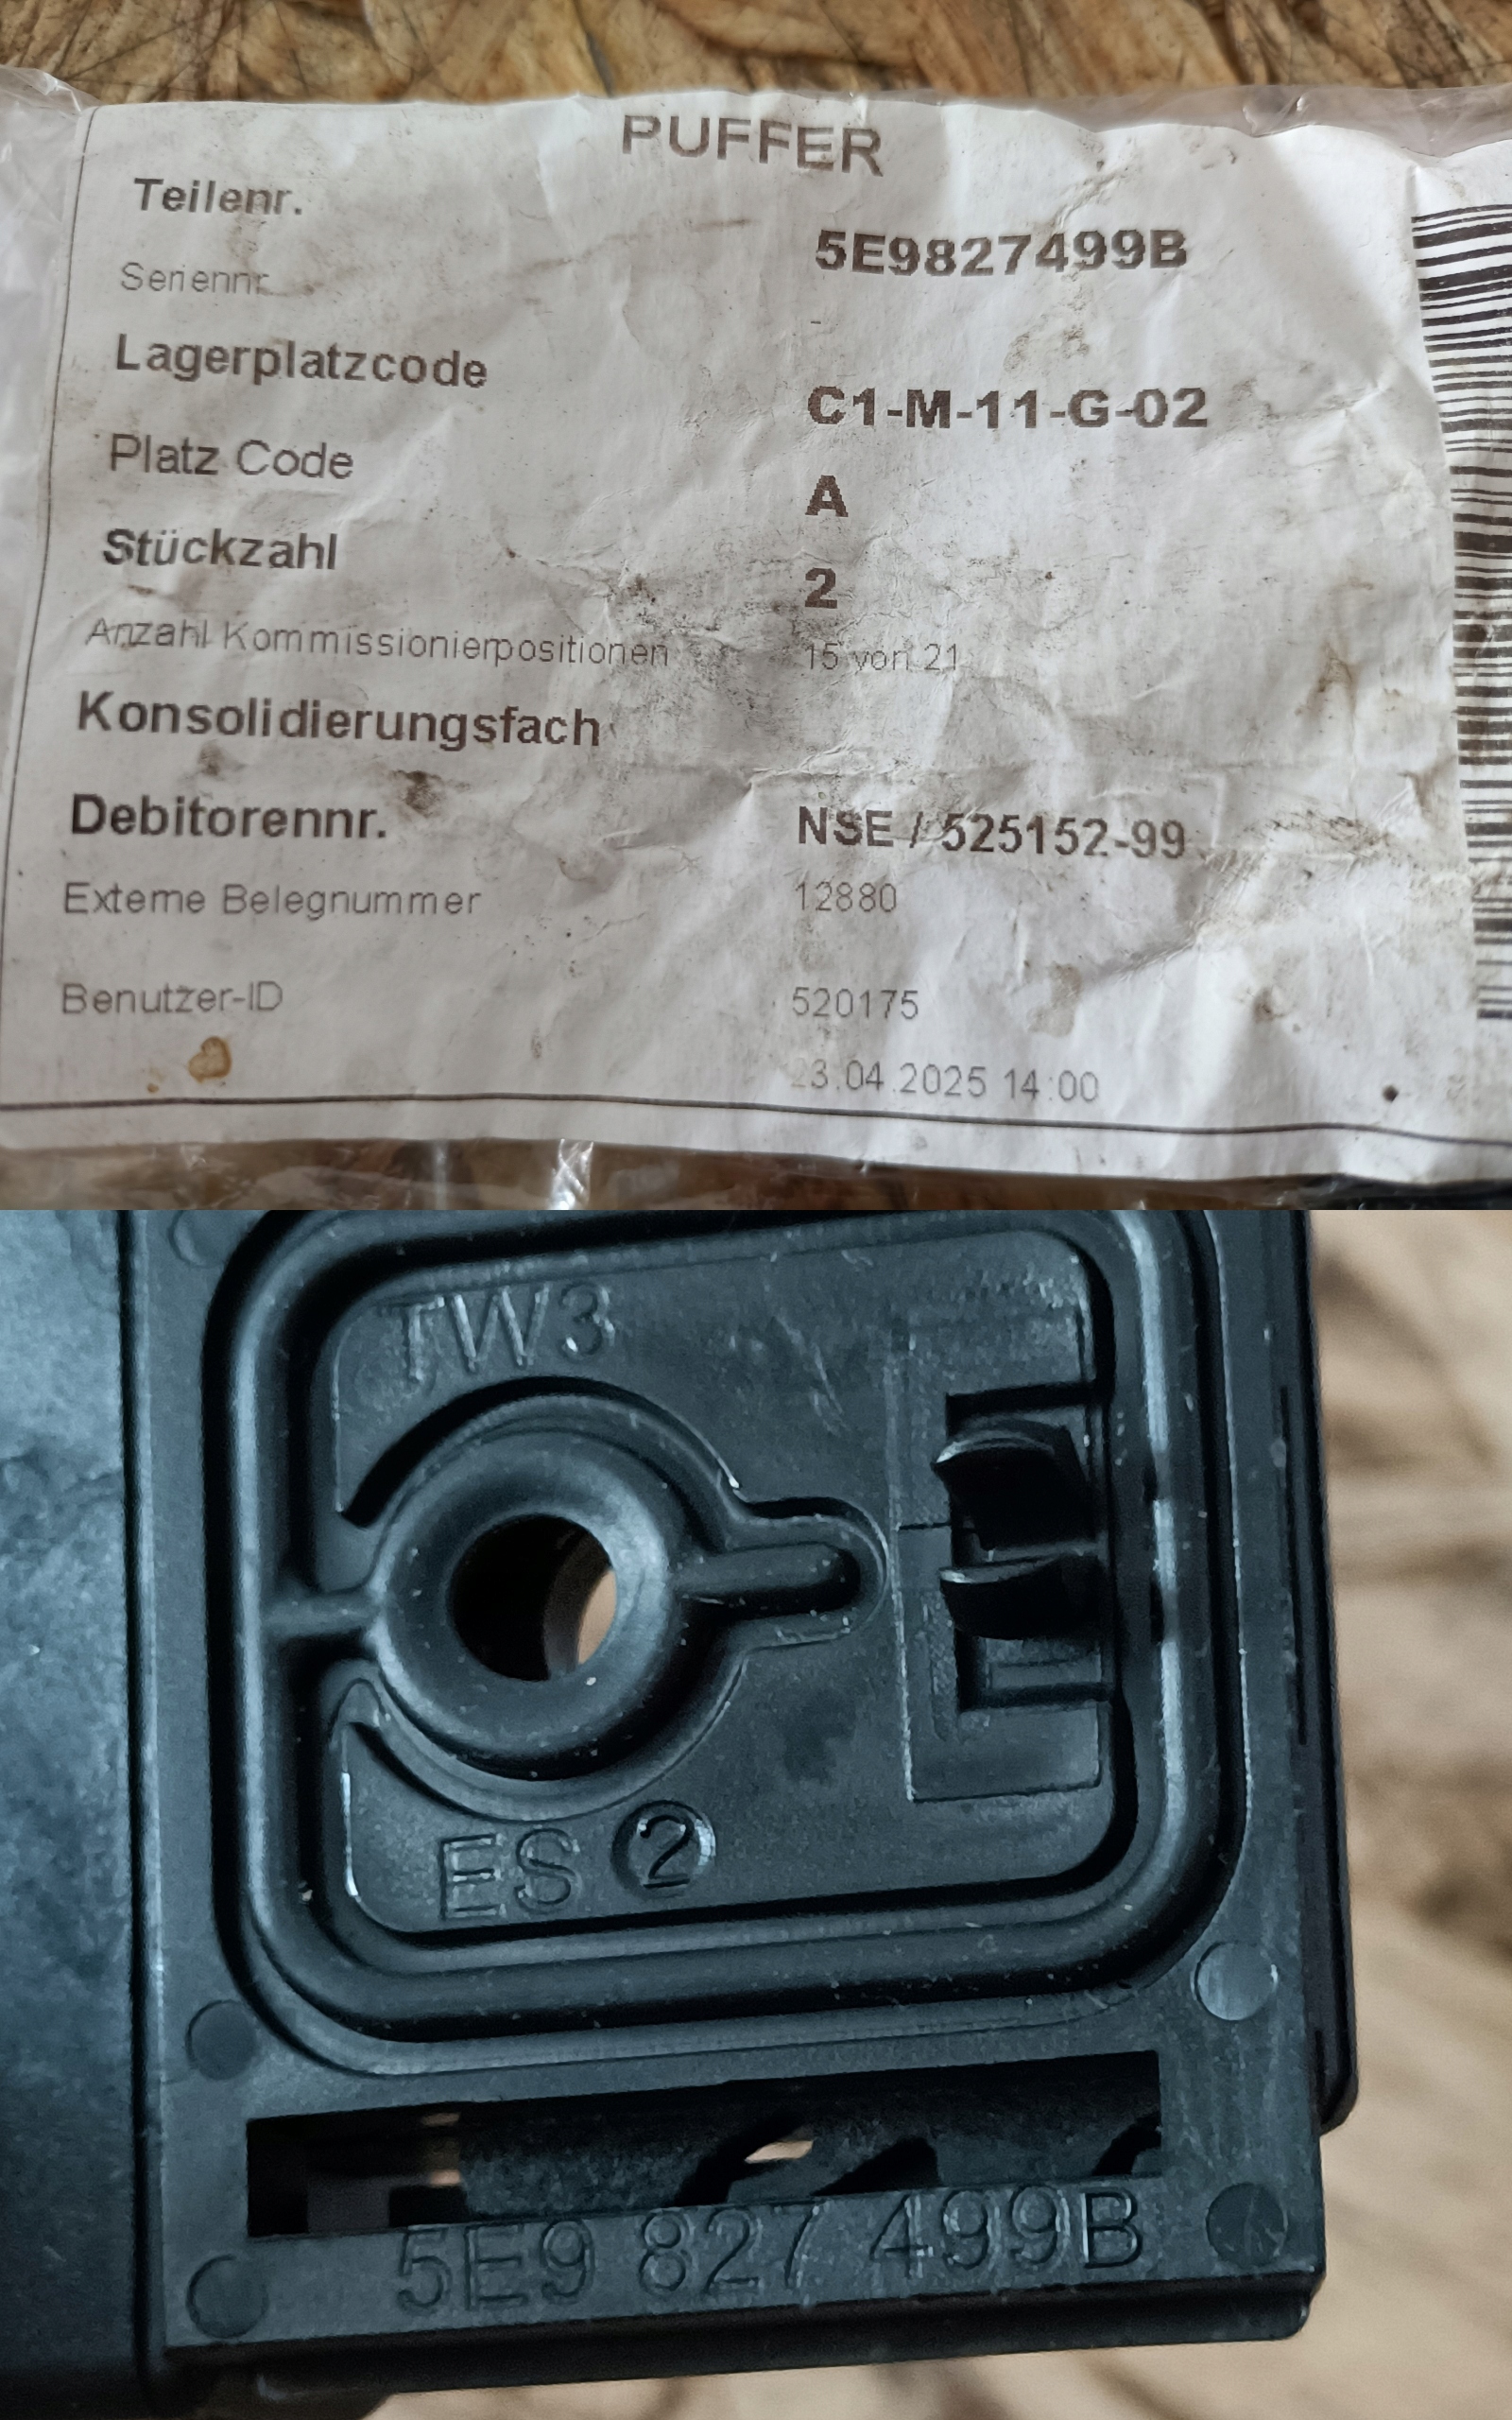 PUFFER
Teilenr. 5E9827499B
Seriennr. -
Lagerplatzcode C1-M-11-G-02
Platz Code A
Stückzahl 2
Anzahl Kommissionierpositionen 15 von 21
Konsolidierungsfach
Debitorennr. NSE / 525152-99
Externe Belegnummer 12880
Benutzer-ID 520175
23.04.2025 14:00
TW3
ES 2
5E9 827 499B